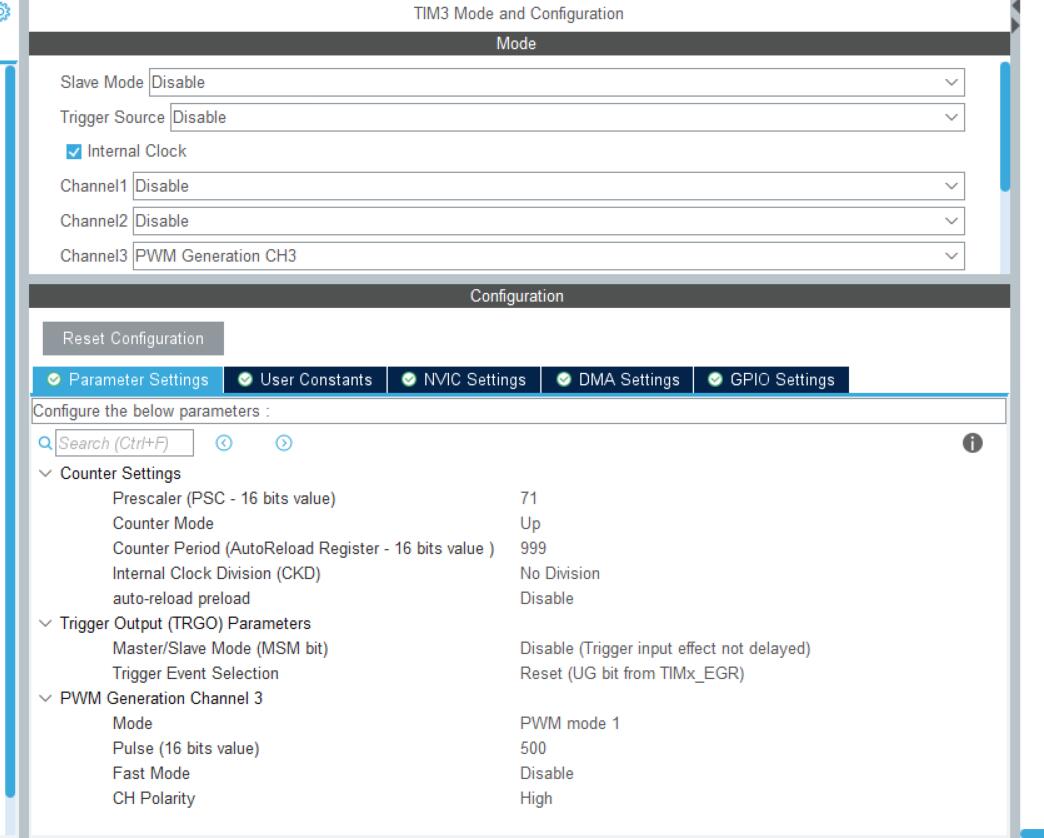 TIM3 Mode and Configuration
Mode
Slave Mode Disable
Trigger Source Disable
Internal Clock
Channel1 Disable
Channel2 Disable
Channel3 PWM Generation CH3
Configuration
Reset Configuration
Parameter Settings User Constants NVIC Settings DMA Settings GPIO Settings
Configure the below parameters :
Search (Ctrl+F)
Counter Settings
Prescaler (PSC - 16 bits value) 71
Counter Mode Up
Counter Period (AutoReload Register - 16 bits value ) 999
Internal Clock Division (CKD) No Division
auto-reload preload Disable
Trigger Output (TRGO) Parameters
Master/Slave Mode (MSM bit) Disable (Trigger input effect not delayed)
Trigger Event Selection Reset (UG bit from TIMx_EGR)
PWM Generation Channel 3
Mode PWM mode 1
Pulse (16 bits value) 500
Fast Mode Disable
CH Polarity High